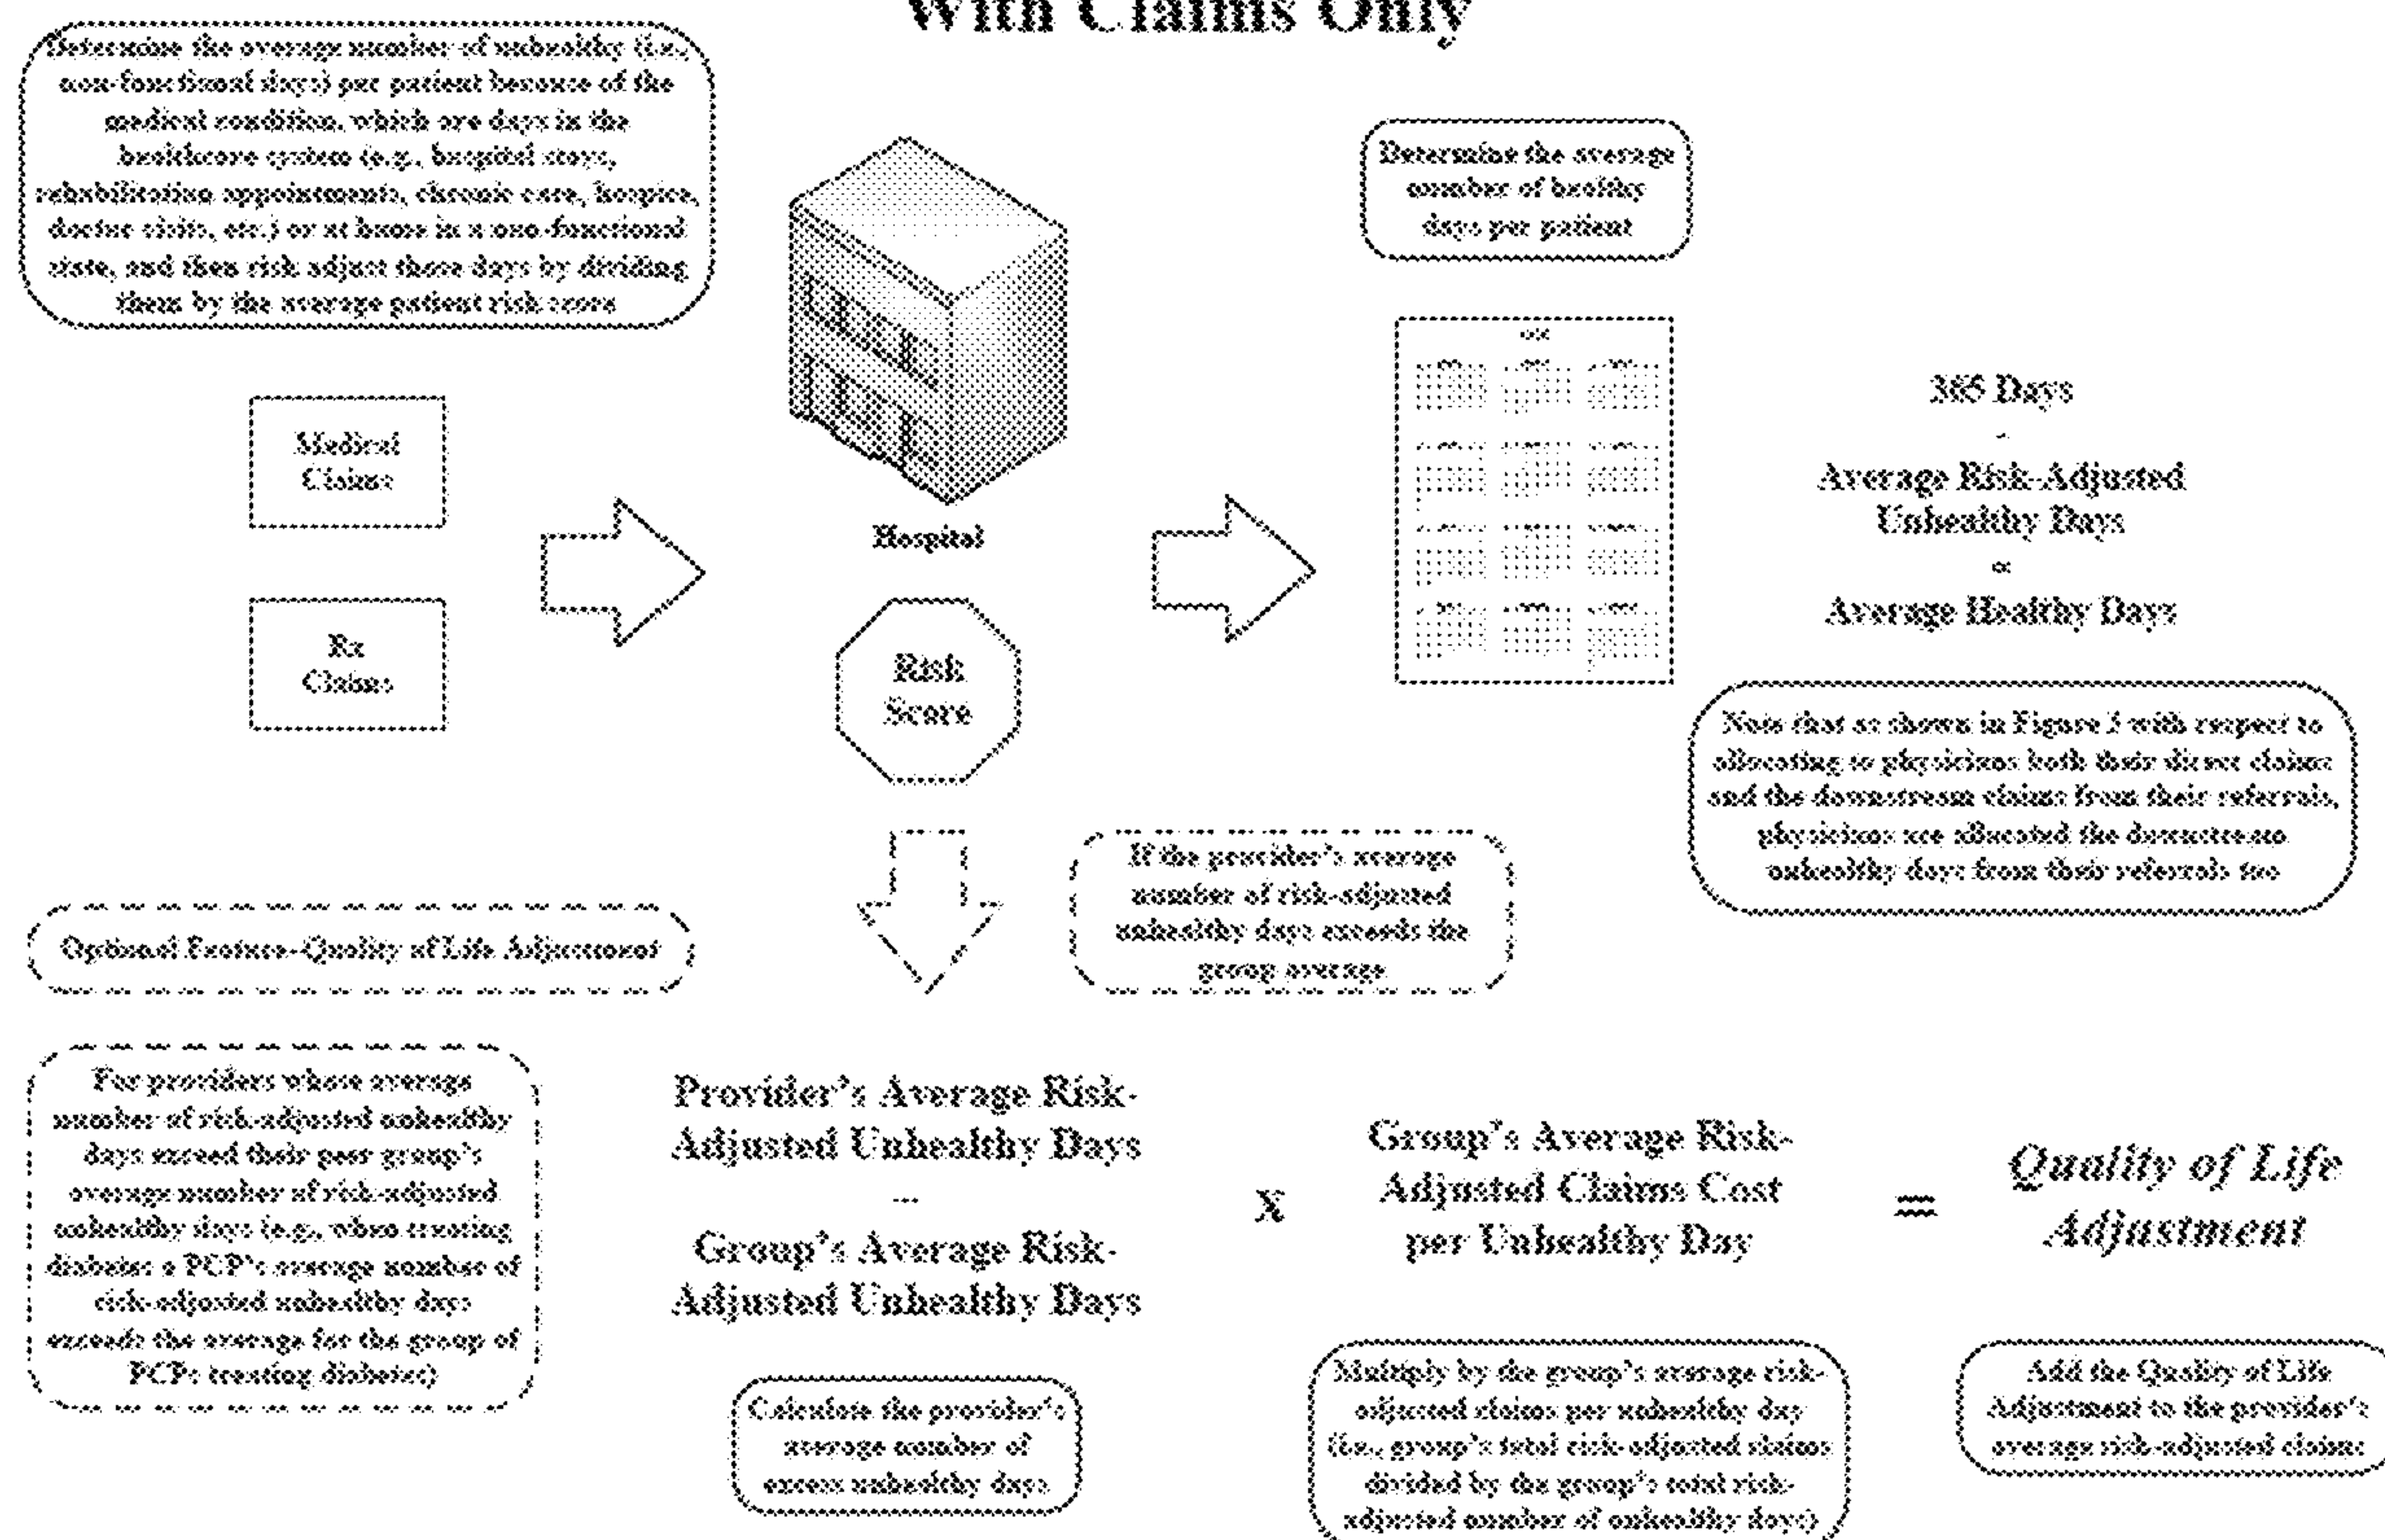 With Claims Only
Determine the average number of unhealthy (i.e.,
non-functional days) per patient because of the
medical condition, which are days in the
healthcare system (e.g., hospital stays,
rehabilitation appointments, chronic care, hospice,
doctor visits, etc.) or at home in a non-functional
state, and then risk adjust those days by dividing
them by the average patient risk score
Determine the average
number of healthy
days per patient
Medical
Claims
Rx
Claims
Hospital
Risk
Score
365 Days
-
Average Risk-Adjusted
Unhealthy Days
=
Average Healthy Days
Note that as shown in Figure 5 with respect to
allocating to physicians both their direct claims
and the downstream claims from their referrals,
physicians are allocated the downstream
unhealthy days from their referrals too
If the provider's average
number of risk-adjusted
unhealthy days exceeds the
group average
Optional Feature-Quality of Life Adjustment
For providers whose average
number of risk-adjusted unhealthy
days exceed their peer group's
average number of risk-adjusted
unhealthy days (e.g., when treating
diabetes a PCP's average number of
risk-adjusted unhealthy days
exceeds the average for the group of
PCPs treating diabetes)
Provider's Average Risk-
Adjusted Unhealthy Days
-
Group's Average Risk-
Adjusted Unhealthy Days
X
Group's Average Risk-
Adjusted Claims Cost
per Unhealthy Day
=
Quality of Life
Adjustment
Calculate the provider's
average number of
excess unhealthy days
Multiply by the group's average risk-
adjusted claims per unhealthy day
(i.e., group's total risk-adjusted claims
divided by the group's total risk-
adjusted number of unhealthy days)
Add the Quality of Life
Adjustment to the provider's
average risk-adjusted claims